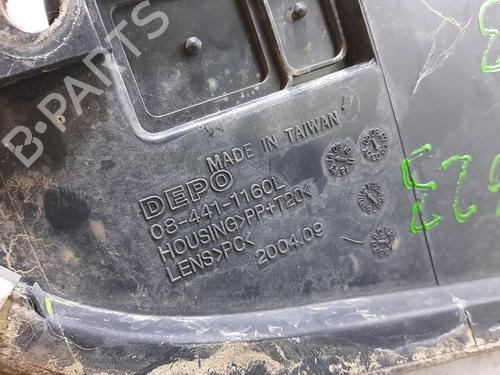 B-PARTS
MADE IN TAIWAN
DEPO
08-441-1160L
HOUSING>PP+T20<
LENS>PC<
2004.09